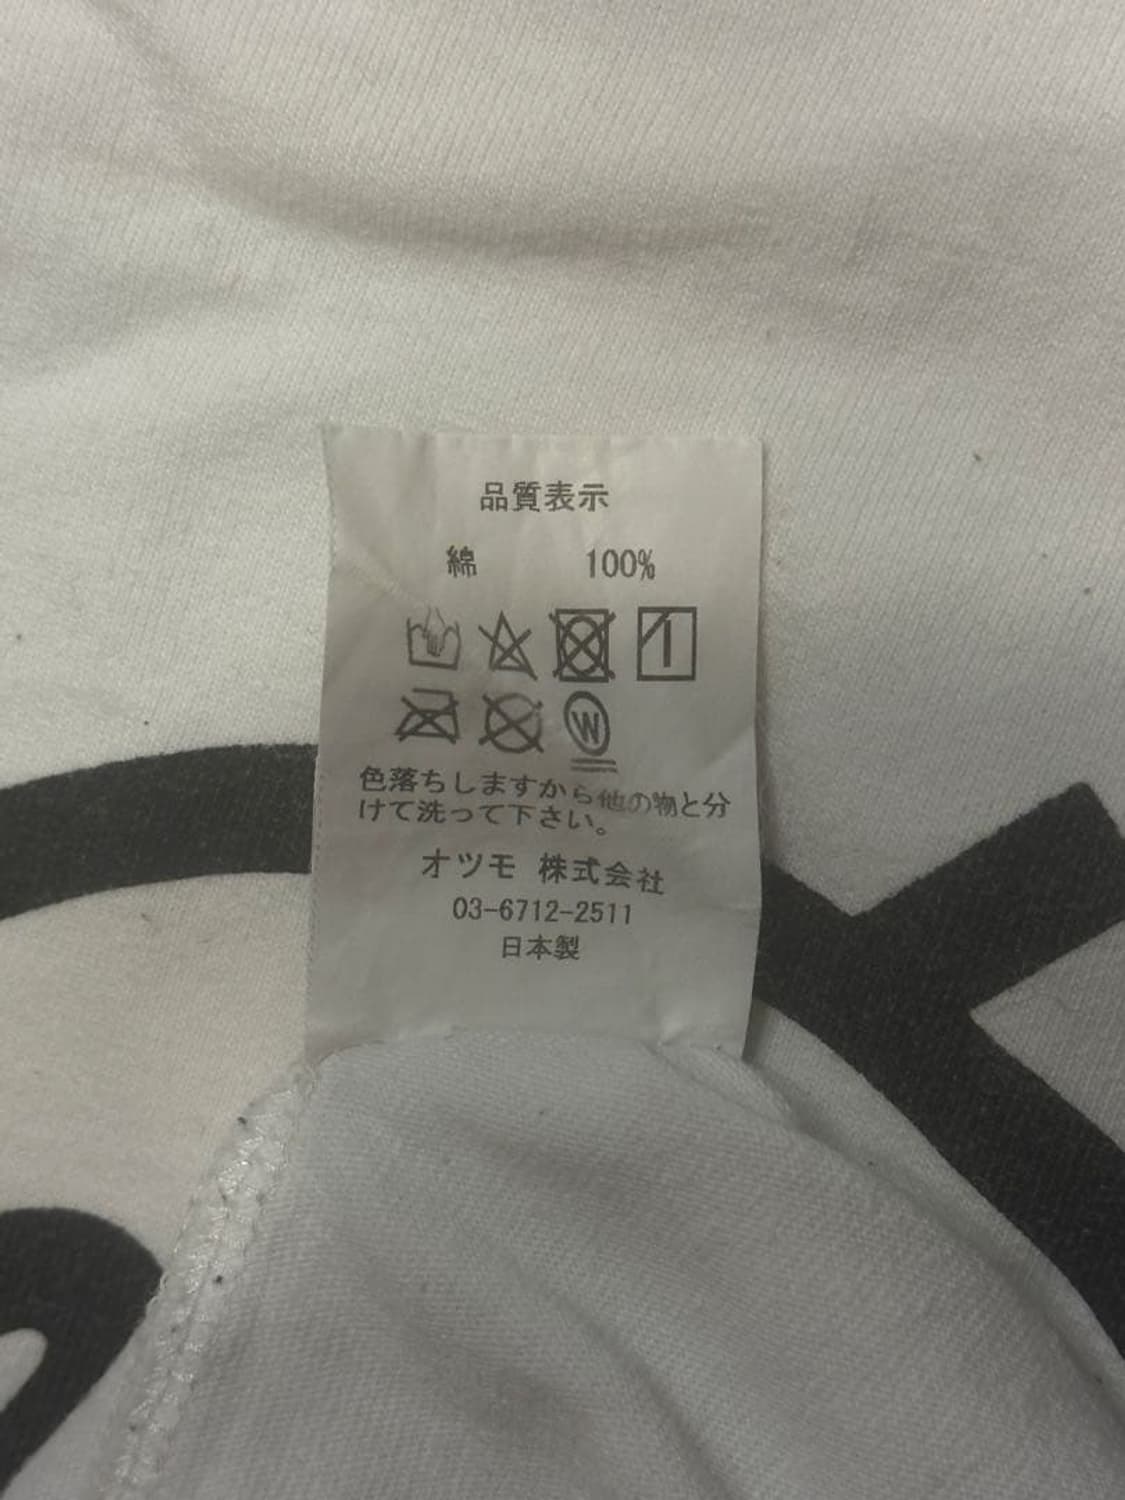 品質表示
綿 100%
W
色落ちしますから他の物と分
けて洗って下さい。
オツモ 株式会社
03-6712-2511
日本製